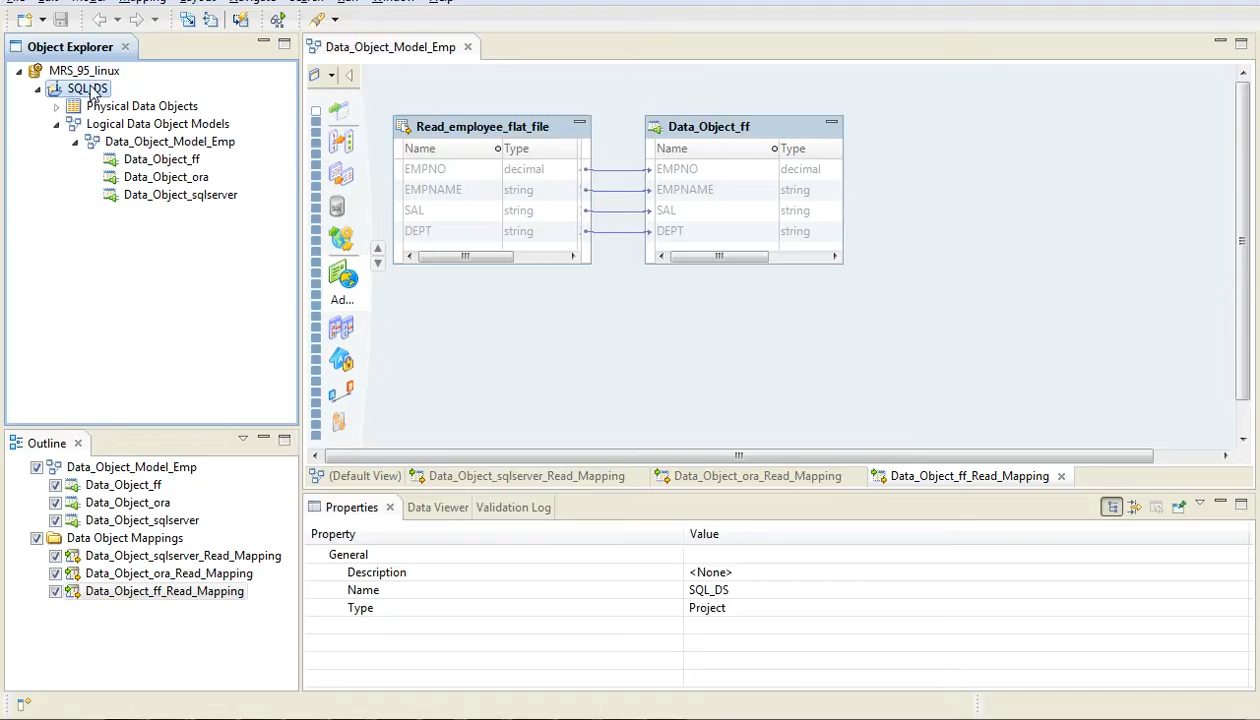 Object Explorer
MRS_95_linux
SQL_DS
Physical Data Objects
Logical Data Object Models
Data_Object_Model_Emp
Data_Object_ff
Data_Object_ora
Data_Object_sqlserver
Outline
Data_Object_Model_Emp
Data_Object_ff
Data_Object_ora
Data_Object_sqlserver
Data Object Mappings
Data_Object_sqlserver_Read_Mapping
Data_Object_ora_Read_Mapping
Data_Object_ff_Read_Mapping
Data_Object_Model_Emp
Ad...
Read_employee_flat_file
Name Type
EMPNO decimal
EMPNAME string
SAL string
DEPT string
Data_Object_ff
Name Type
EMPNO decimal
EMPNAME string
SAL string
DEPT string
(Default View) Data_Object_sqlserver_Read_Mapping Data_Object_ora_Read_Mapping Data_Object_ff_Read_Mapping
Properties Data Viewer Validation Log
Property Value
General
Description <None>
Name SQL_DS
Type Project